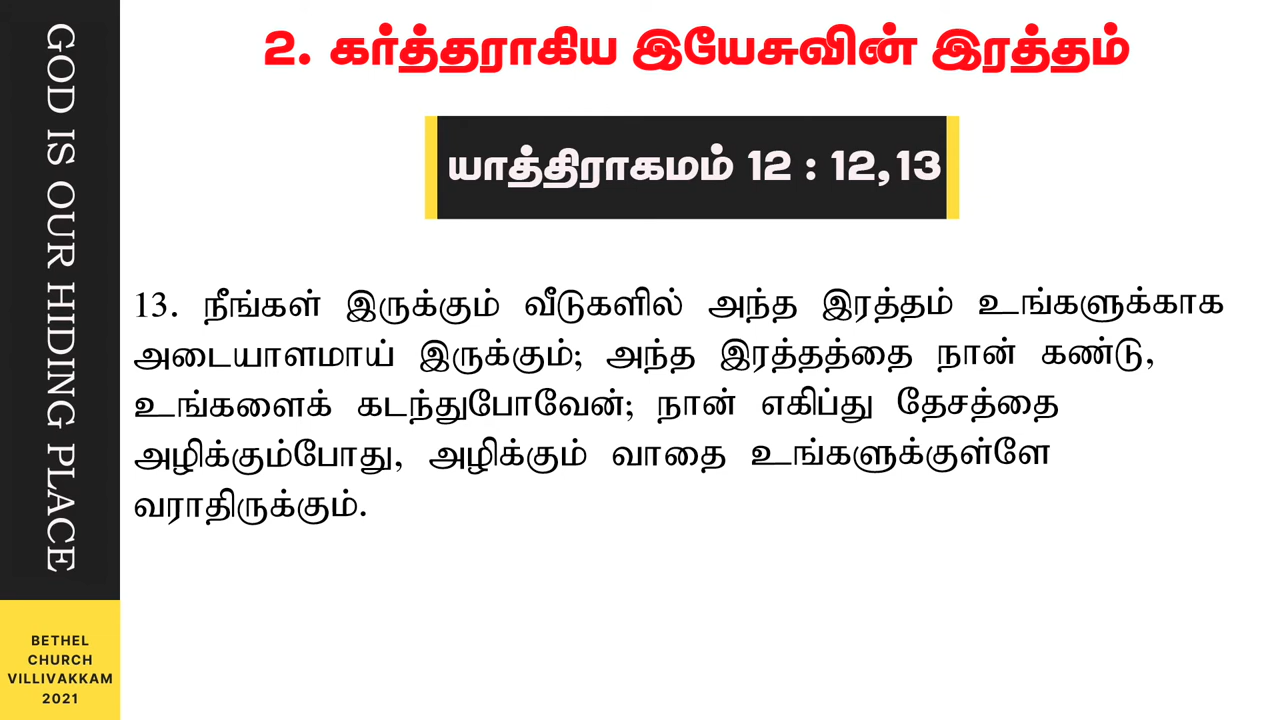 GOD IS OUR HIDING PLACE
BETHEL
CHURCH
VILLIVAKKAM
2021
2. கர்த்தராகிய இயேசுவின் இரத்தம்
யாத்திராகமம் 12 : 12,13
13. நீங்கள் இருக்கும் வீடுகளில் அந்த இரத்தம் உங்களுக்காக
அடையாளமாய் இருக்கும்; அந்த இரத்தத்தை நான் கண்டு,
உங்களைக் கடந்துபோவேன்; நான் எகிப்து தேசத்தை
அழிக்கும்போது, அழிக்கும் வாதை உங்களுக்குள்ளே
வராதிருக்கும்.